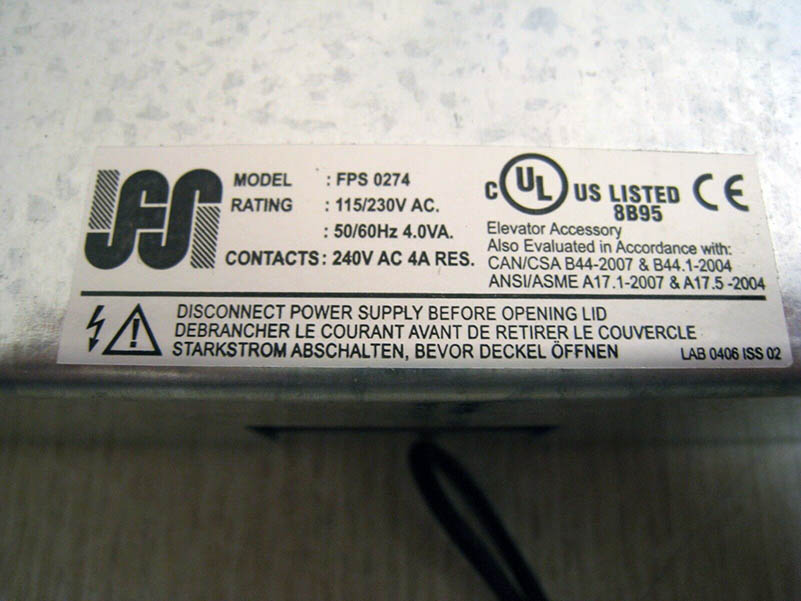 MODEL : FPS 0274
RATING : 115/230V AC.
: 50/60Hz 4.0VA.
CONTACTS : 240V AC 4A RES.
C UL US LISTED CE
8B95
Elevator Accessory
Also Evaluated in Accordance with:
CAN/CSA B44-2007 & B44.1-2004
ANSI/ASME A17.1-2007 & A17.5 -2004
DISCONNECT POWER SUPPLY BEFORE OPENING LID
DEBRANCHER LE COURANT AVANT DE RETIRER LE COUVERCLE
STARKSTROM ABSCHALTEN, BEVOR DECKEL ÖFFNEN
LAB 0406 ISS 02